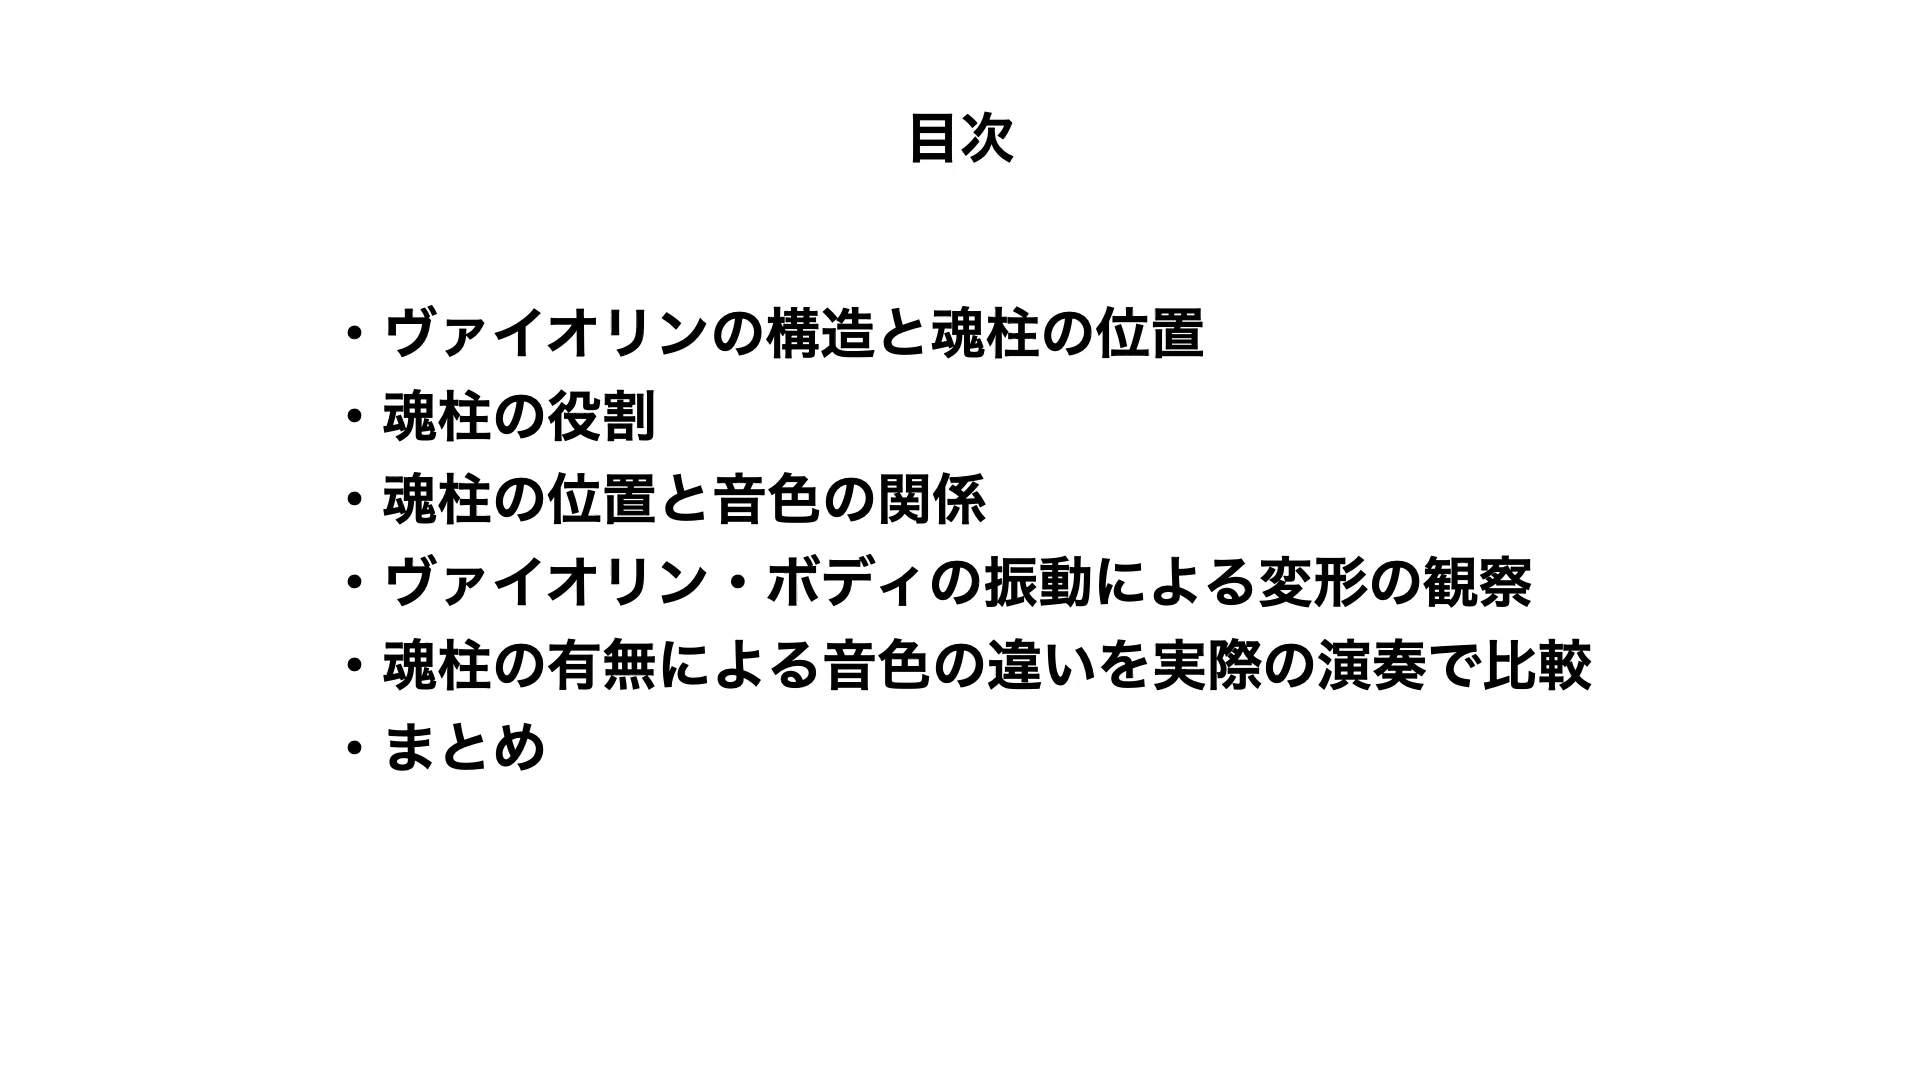 目次
・ヴァイオリンの構造と魂柱の位置
・魂柱の役割
・魂柱の位置と音色の関係
・ヴァイオリン・ボディの振動による変形の観察
・魂柱の有無による音色の違いを実際の演奏で比較
・まとめ